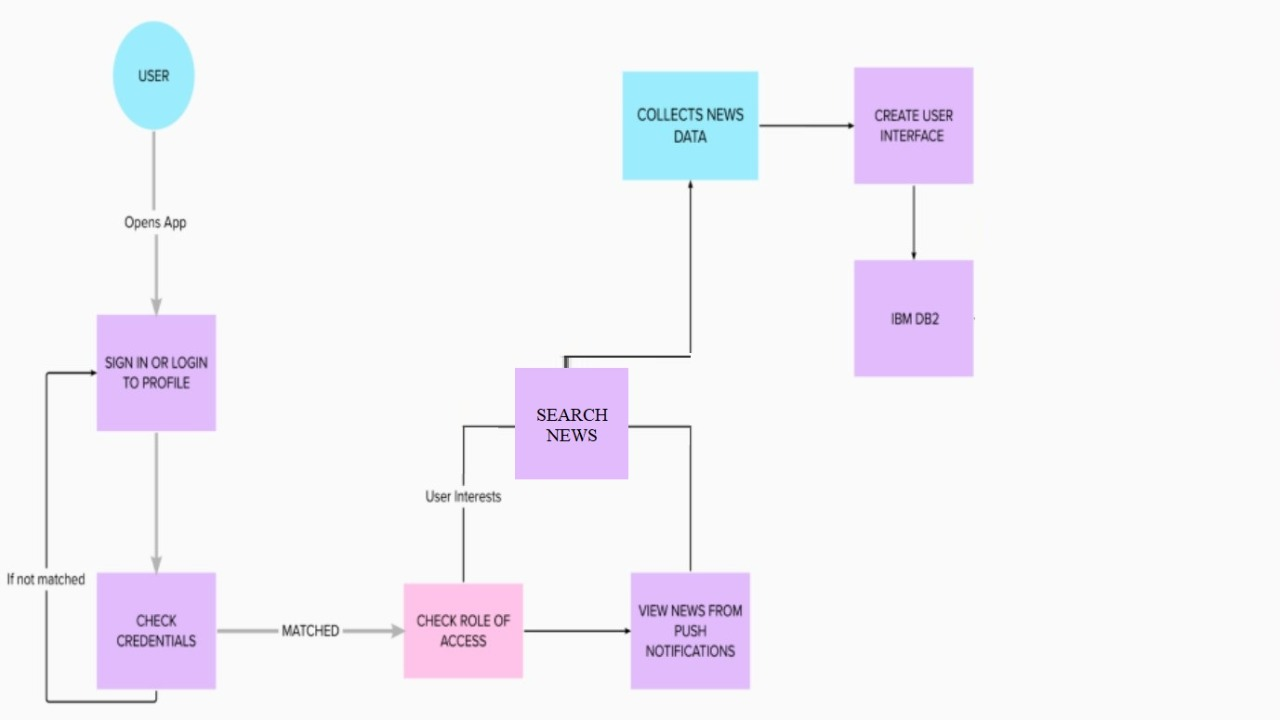 USER
Opens App
SIGN IN OR LOGIN
TO PROFILE
If not matched
CHECK
CREDENTIALS
MATCHED
CHECK ROLE OF
ACCESS
User Interests
VIEW NEWS FROM
PUSH
NOTIFICATIONS
SEARCH
NEWS
COLLECTS NEWS
DATA
CREATE USER
INTERFACE
IBM DB2